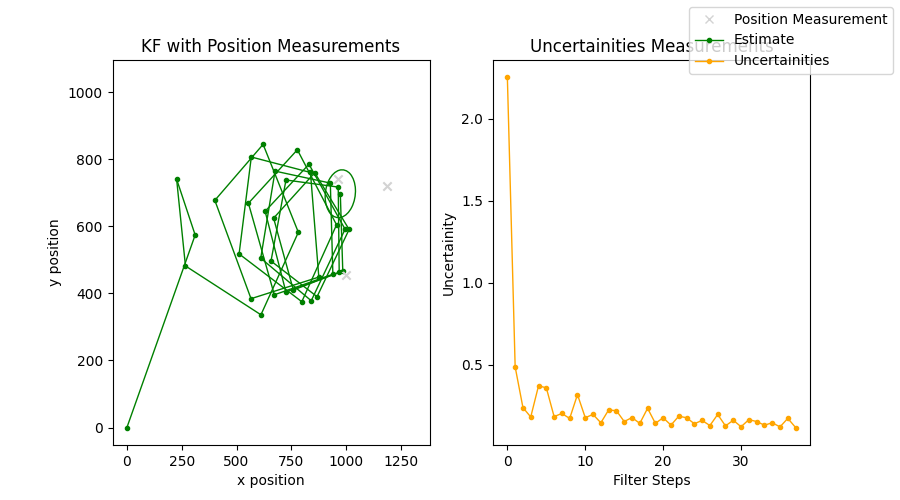 KF with Position Measurements
Uncertainities Measurements
Position Measurement
Estimate
Uncertainities
y position
1000
800
600
400
200
0
0 250 500 750 1000 1250
x position
Uncertainity
2.0
1.5
1.0
0.5
0 10 20 30
Filter Steps